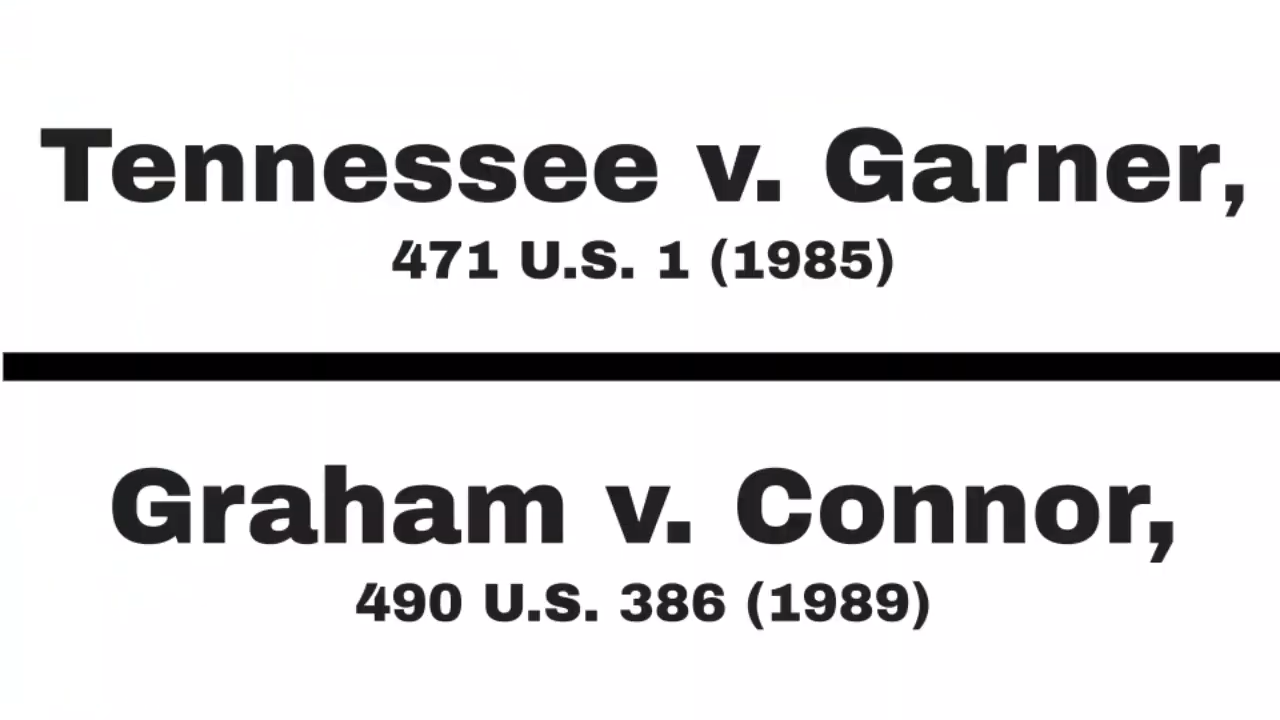 Tennessee v. Garner,
471 U.S. 1 (1985)
Graham v. Connor,
490 U.S. 386 (1989)